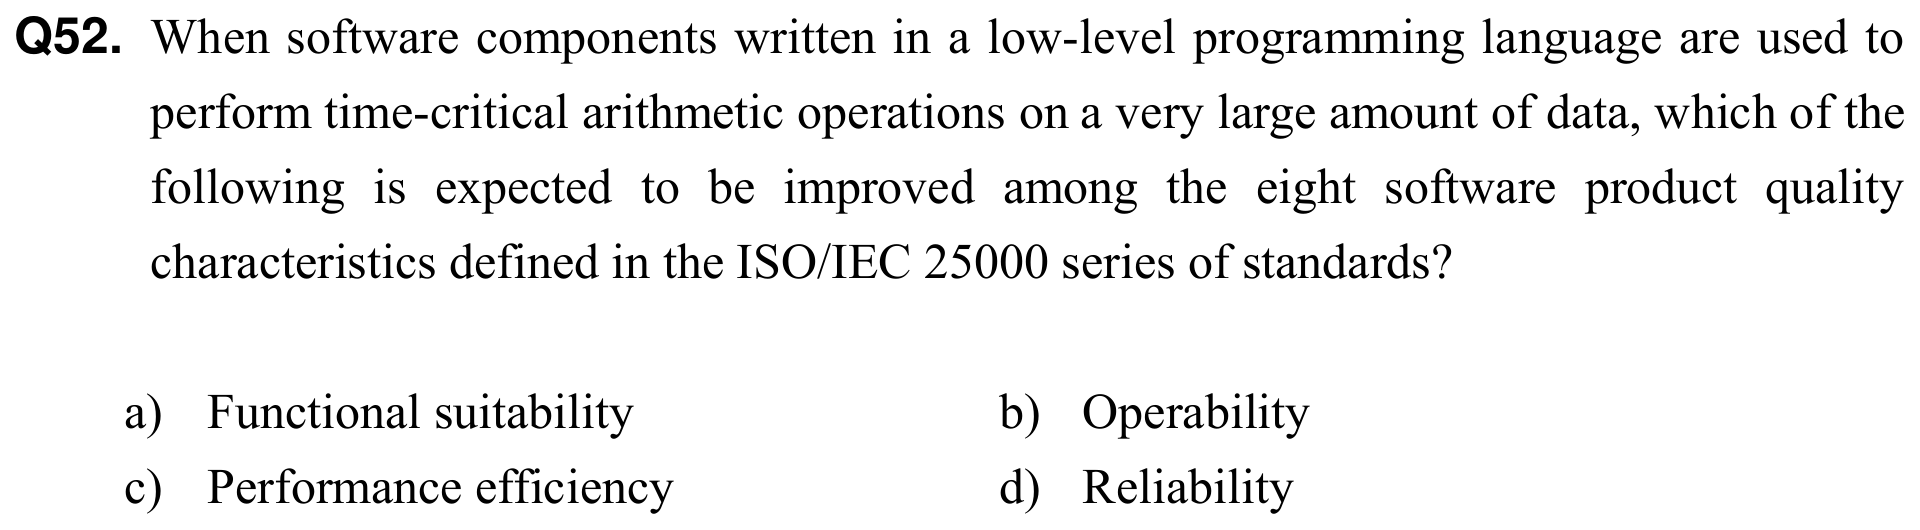 Q52. When software components written in a low-level programming language are used to
perform time-critical arithmetic operations on a very large amount of data, which of the
following is expected to be improved among the eight software product quality
characteristics defined in the ISO/IEC 25000 series of standards?
a) Functional suitability b) Operability
c) Performance efficiency d) Reliability